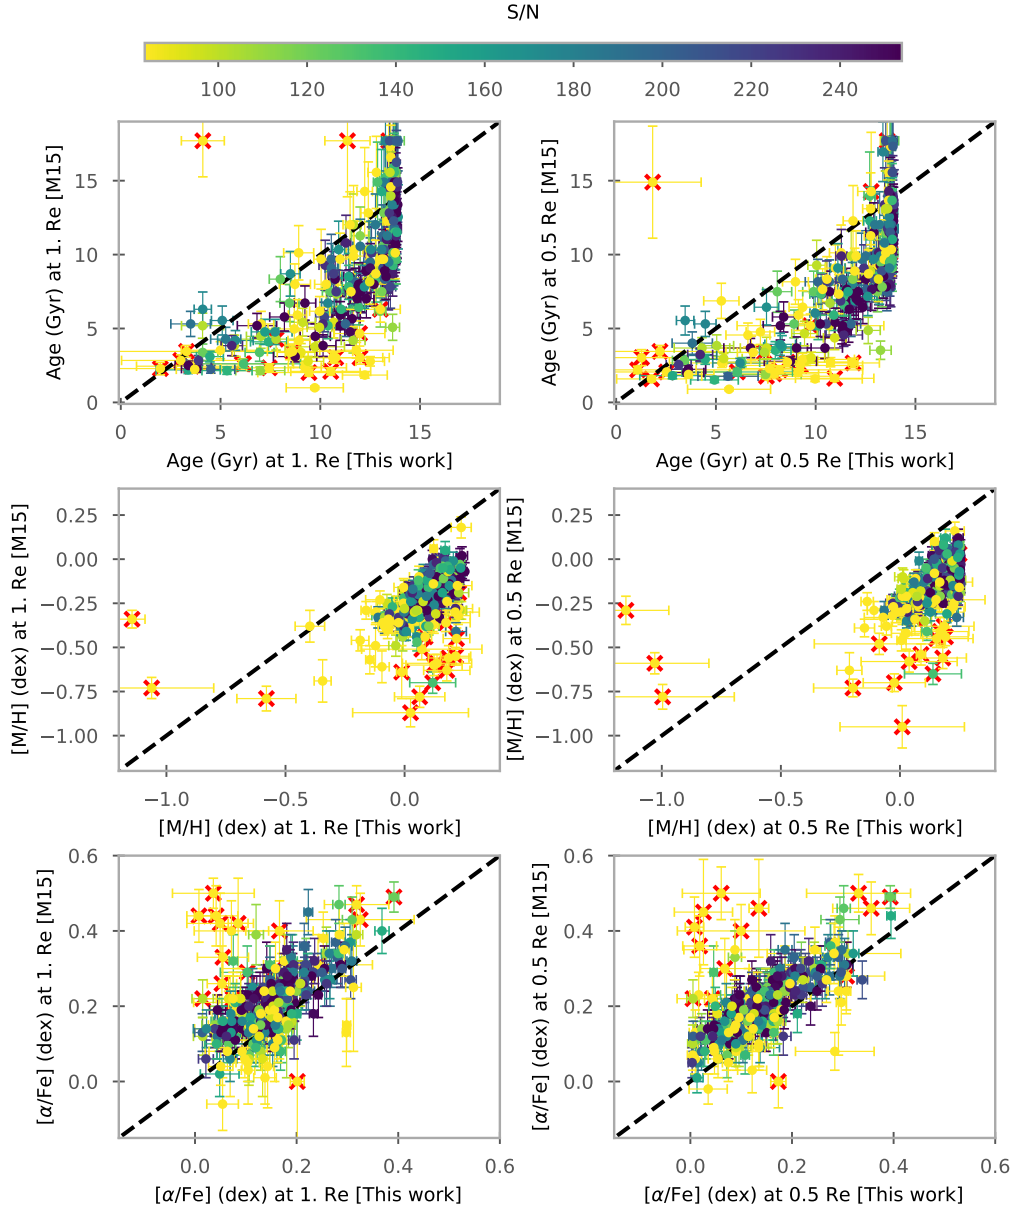 S/N
100 120 140 160 180 200 220 240
Age (Gyr) at 1. Re [M15]
15
10
5
0
0 5 10 15
Age (Gyr) at 1. Re [This work]
Age (Gyr) at 0.5 Re [M15]
15
10
5
0
0 5 10 15
Age (Gyr) at 0.5 Re [This work]
[M/H] (dex) at 1. Re [M15]
0.25
0.00
−0.25
−0.50
−0.75
−1.00
−1.0 −0.5 0.0
[M/H] (dex) at 1. Re [This work]
[M/H] (dex) at 0.5 Re [M15]
0.25
0.00
−0.25
−0.50
−0.75
−1.00
−1.0 −0.5 0.0
[M/H] (dex) at 0.5 Re [This work]
[α/Fe] (dex) at 1. Re [M15]
0.6
0.4
0.2
0.0
0.0 0.2 0.4 0.6
[α/Fe] (dex) at 1. Re [This work]
[α/Fe] (dex) at 0.5 Re [M15]
0.6
0.4
0.2
0.0
0.0 0.2 0.4 0.6
[α/Fe] (dex) at 0.5 Re [This work]